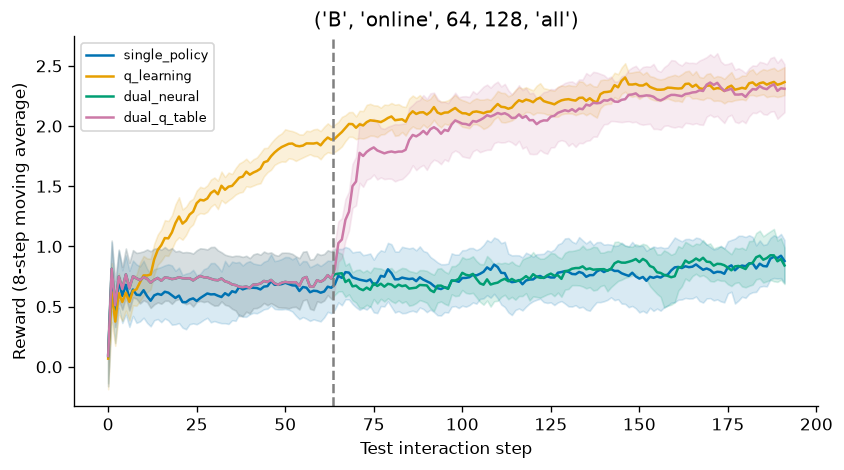 ('B', 'online', 64, 128, 'all')
single_policy
q_learning
dual_neural
dual_q_table
Reward (8-step moving average)
2.5
2.0
1.5
1.0
0.5
0.0
0 25 50 75 100 125 150 175 200
Test interaction step